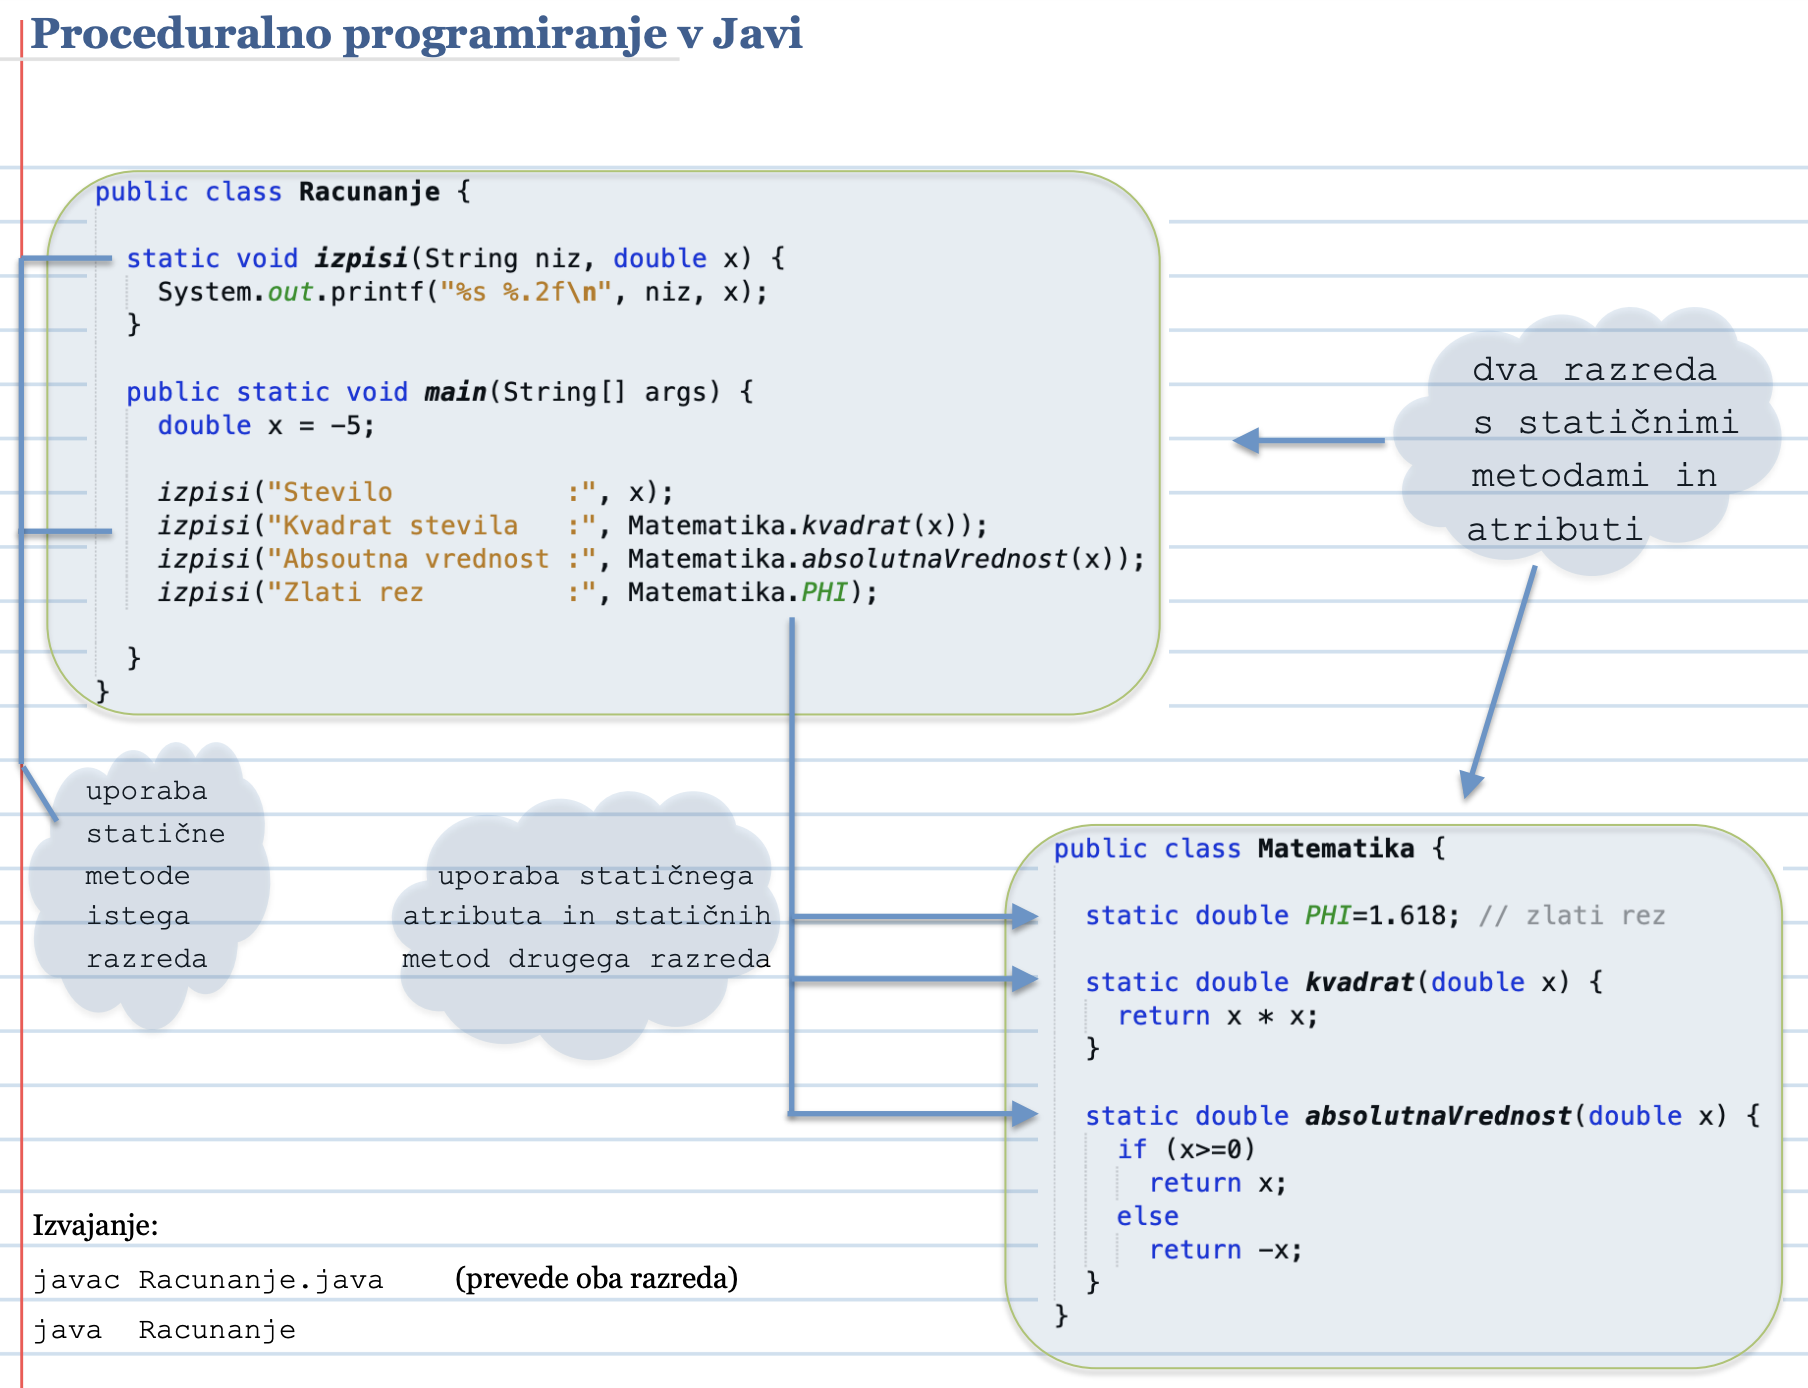 Proceduralno programiranje v Javi
public class Racunanje {
static void izpisi(String niz, double x) {
System.out.printf("%s %.2f\n", niz, x);
}
public static void main(String[] args) {
double x = -5;
izpisi("Stevilo           :", x);
izpisi("Kvadrat stevila   :", Matematika.kvadrat(x));
izpisi("Absoutna vrednost :", Matematika.absolutnaVrednost(x));
izpisi("Zlati rez         :", Matematika.PHI);
}
}
dva razreda
s statičnimi
metodami in
atributi
uporaba
statične
metode
istega
razreda
uporaba statičnega
atributa in statičnih
metod drugega razreda
public class Matematika {
static double PHI=1.618; // zlati rez
static double kvadrat(double x) {
return x * x;
}
static double absolutnaVrednost(double x) {
if (x>=0)
return x;
else
return -x;
}
}
Izvajanje:
javac Racunanje.java (prevede oba razreda)
java  Racunanje